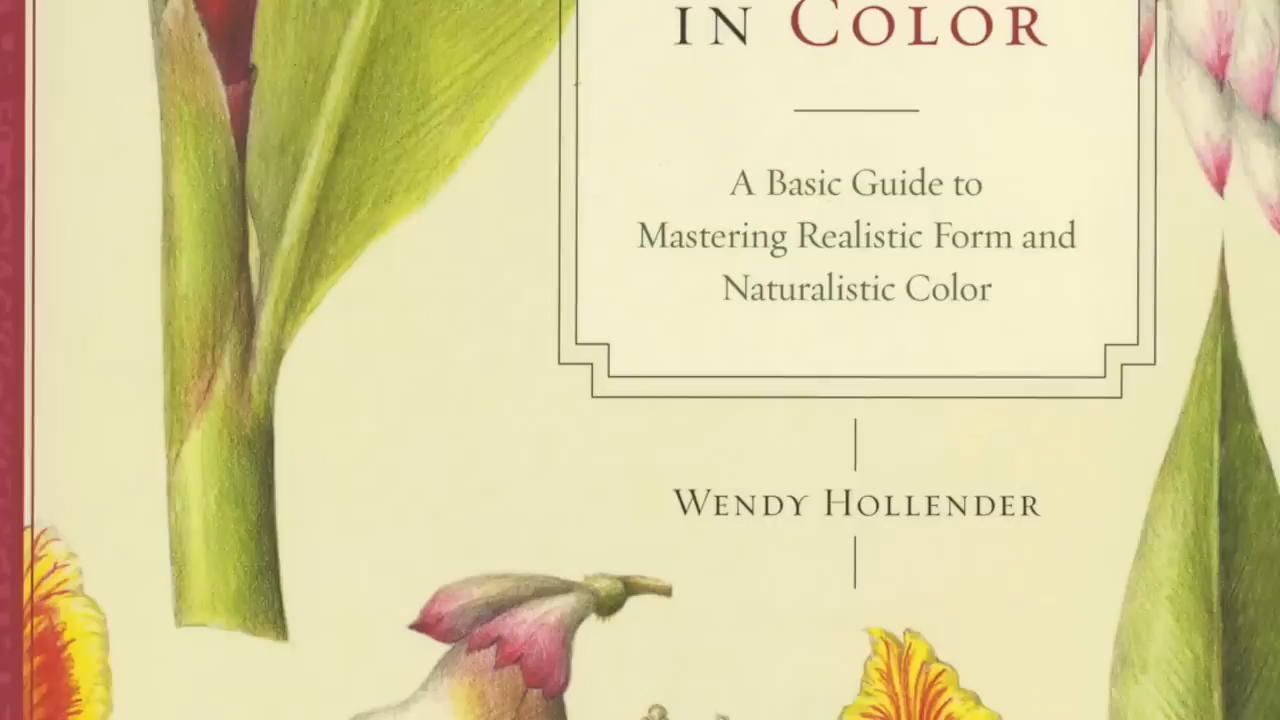 IN COLOR
A Basic Guide to
Mastering Realistic Form and
Naturalistic Color
WENDY HOLLENDER